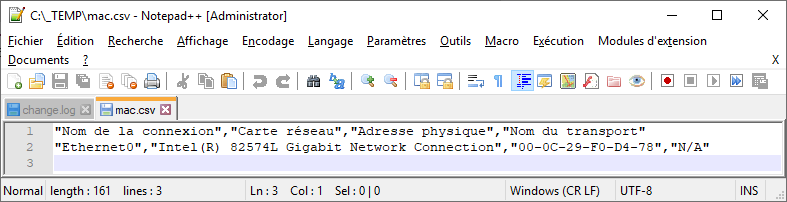 C:\_TEMP\mac.csv - Notepad++ [Administrator]
Fichier Édition Recherche Affichage Encodage Langage Paramètres Outils Macro Exécution Modules d'extension
Documents ? X
change.log mac.csv
1 "Nom de la connexion","Carte réseau","Adresse physique","Nom du transport"
2 "Ethernet0","Intel(R) 82574L Gigabit Network Connection","00-0C-29-F0-D4-78","N/A"
3
Normal length : 161 lines : 3 Ln : 3 Col : 1 Sel : 0 | 0 Windows (CR LF) UTF-8 INS